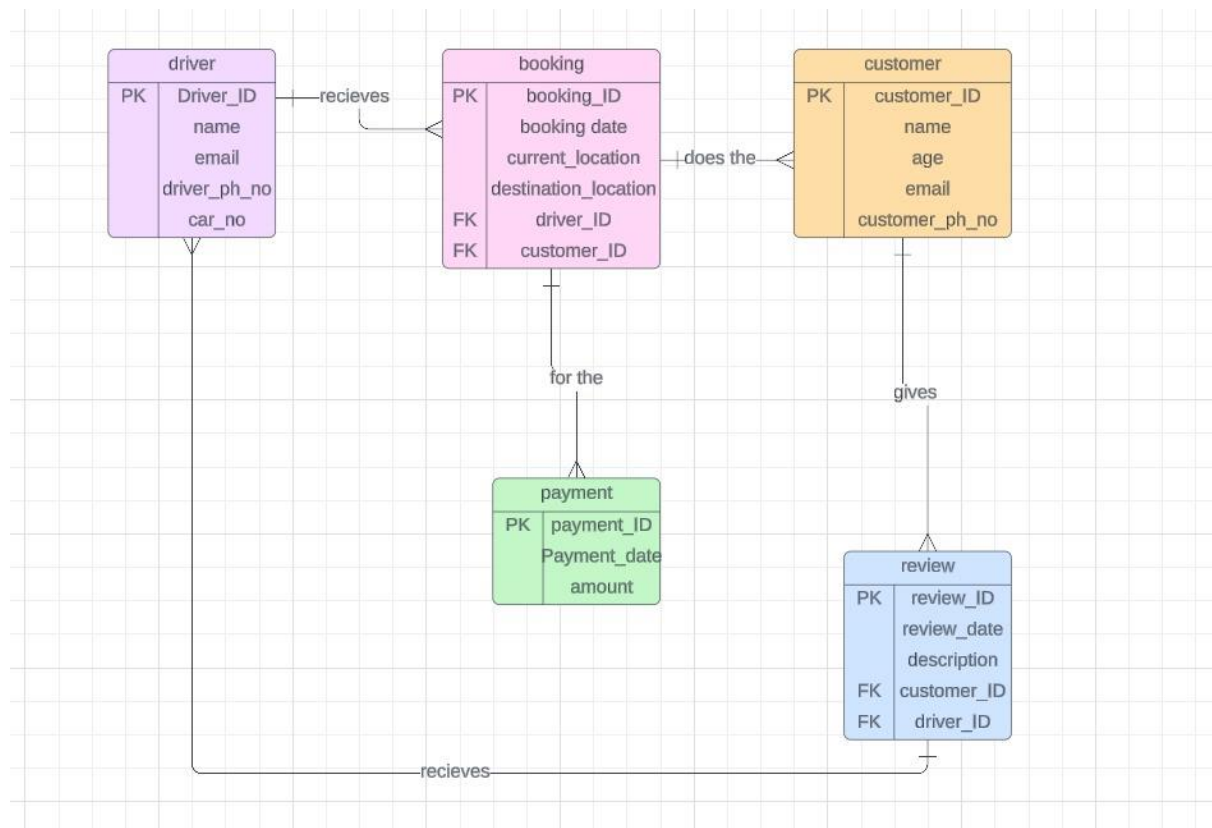 driver
PK Driver_ID
name
email
driver_ph_no
car_no
recieves
booking
PK booking_ID
booking date
current_location
destination_location
FK driver_ID
FK customer_ID
does the
customer
PK customer_ID
name
age
email
customer_ph_no
for the
gives
payment
PK payment_ID
Payment_date
amount
review
PK review_ID
review_date
description
FK customer_ID
FK driver_ID
recieves